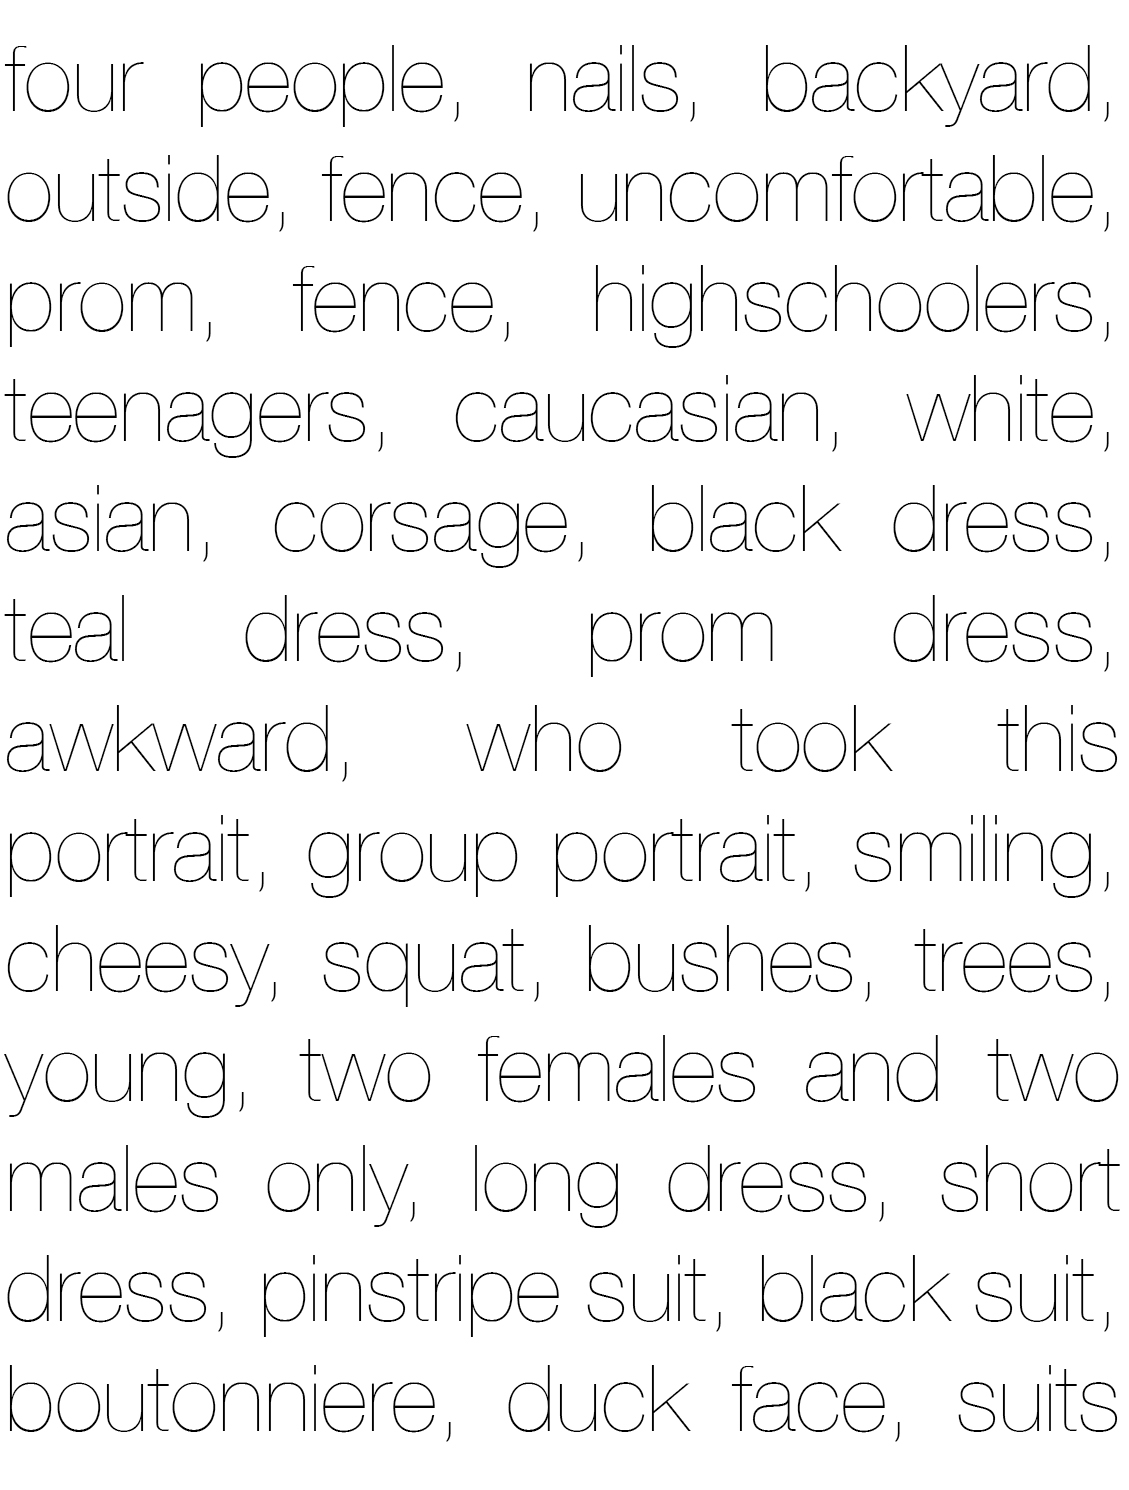 four people, nails, backyard,
outside, fence, uncomfortable,
prom, fence, highschoolers,
teenagers, caucasian, white,
asian, corsage, black dress,
teal dress, prom dress,
awkward, who took this
portrait, group portrait, smiling,
cheesy, squat, bushes, trees,
young, two females and two
males only, long dress, short
dress, pinstripe suit, black suit,
boutonniere, duck face, suits